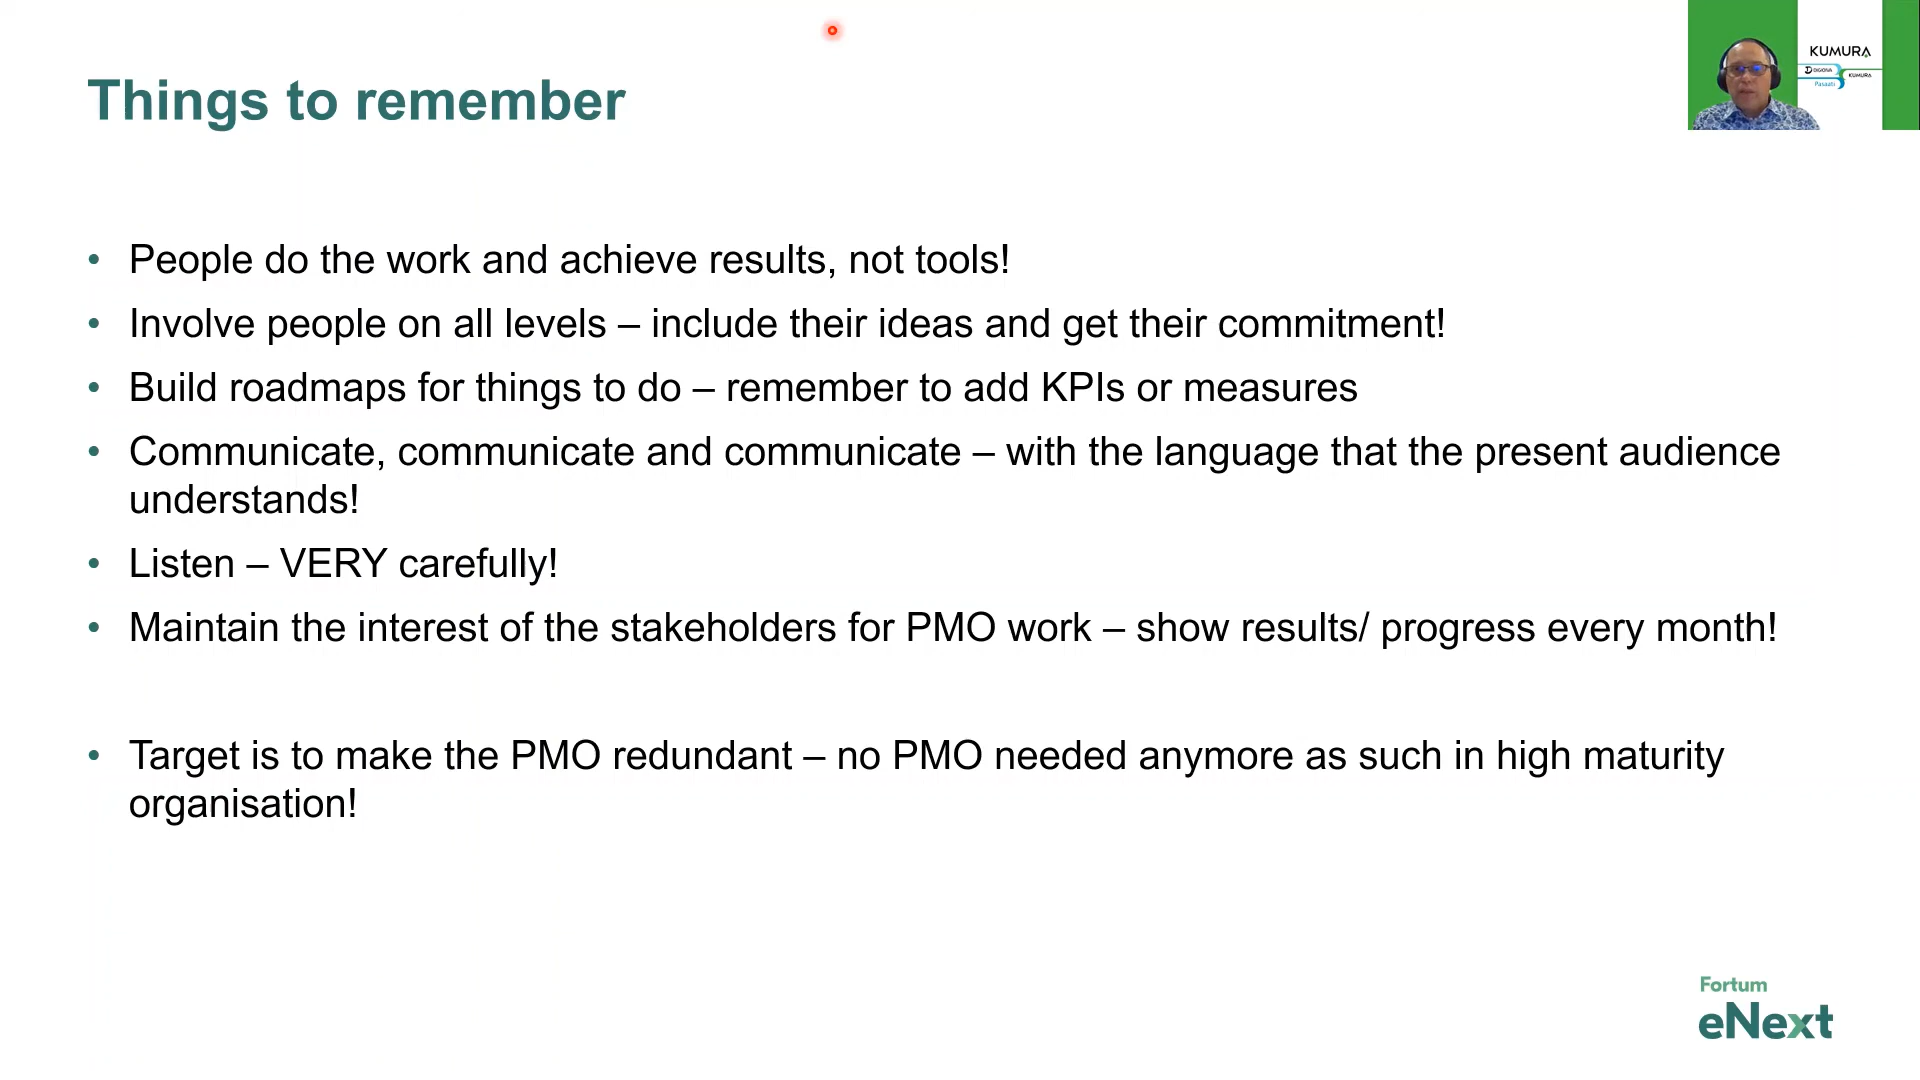 Things to remember
KUMURA
DIGORA
KUMURA
Pasaati
• People do the work and achieve results, not tools!
• Involve people on all levels – include their ideas and get their commitment!
• Build roadmaps for things to do – remember to add KPIs or measures
• Communicate, communicate and communicate – with the language that the present audience
understands!
• Listen – VERY carefully!
• Maintain the interest of the stakeholders for PMO work – show results/ progress every month!
• Target is to make the PMO redundant – no PMO needed anymore as such in high maturity
organisation!
Fortum
eNext